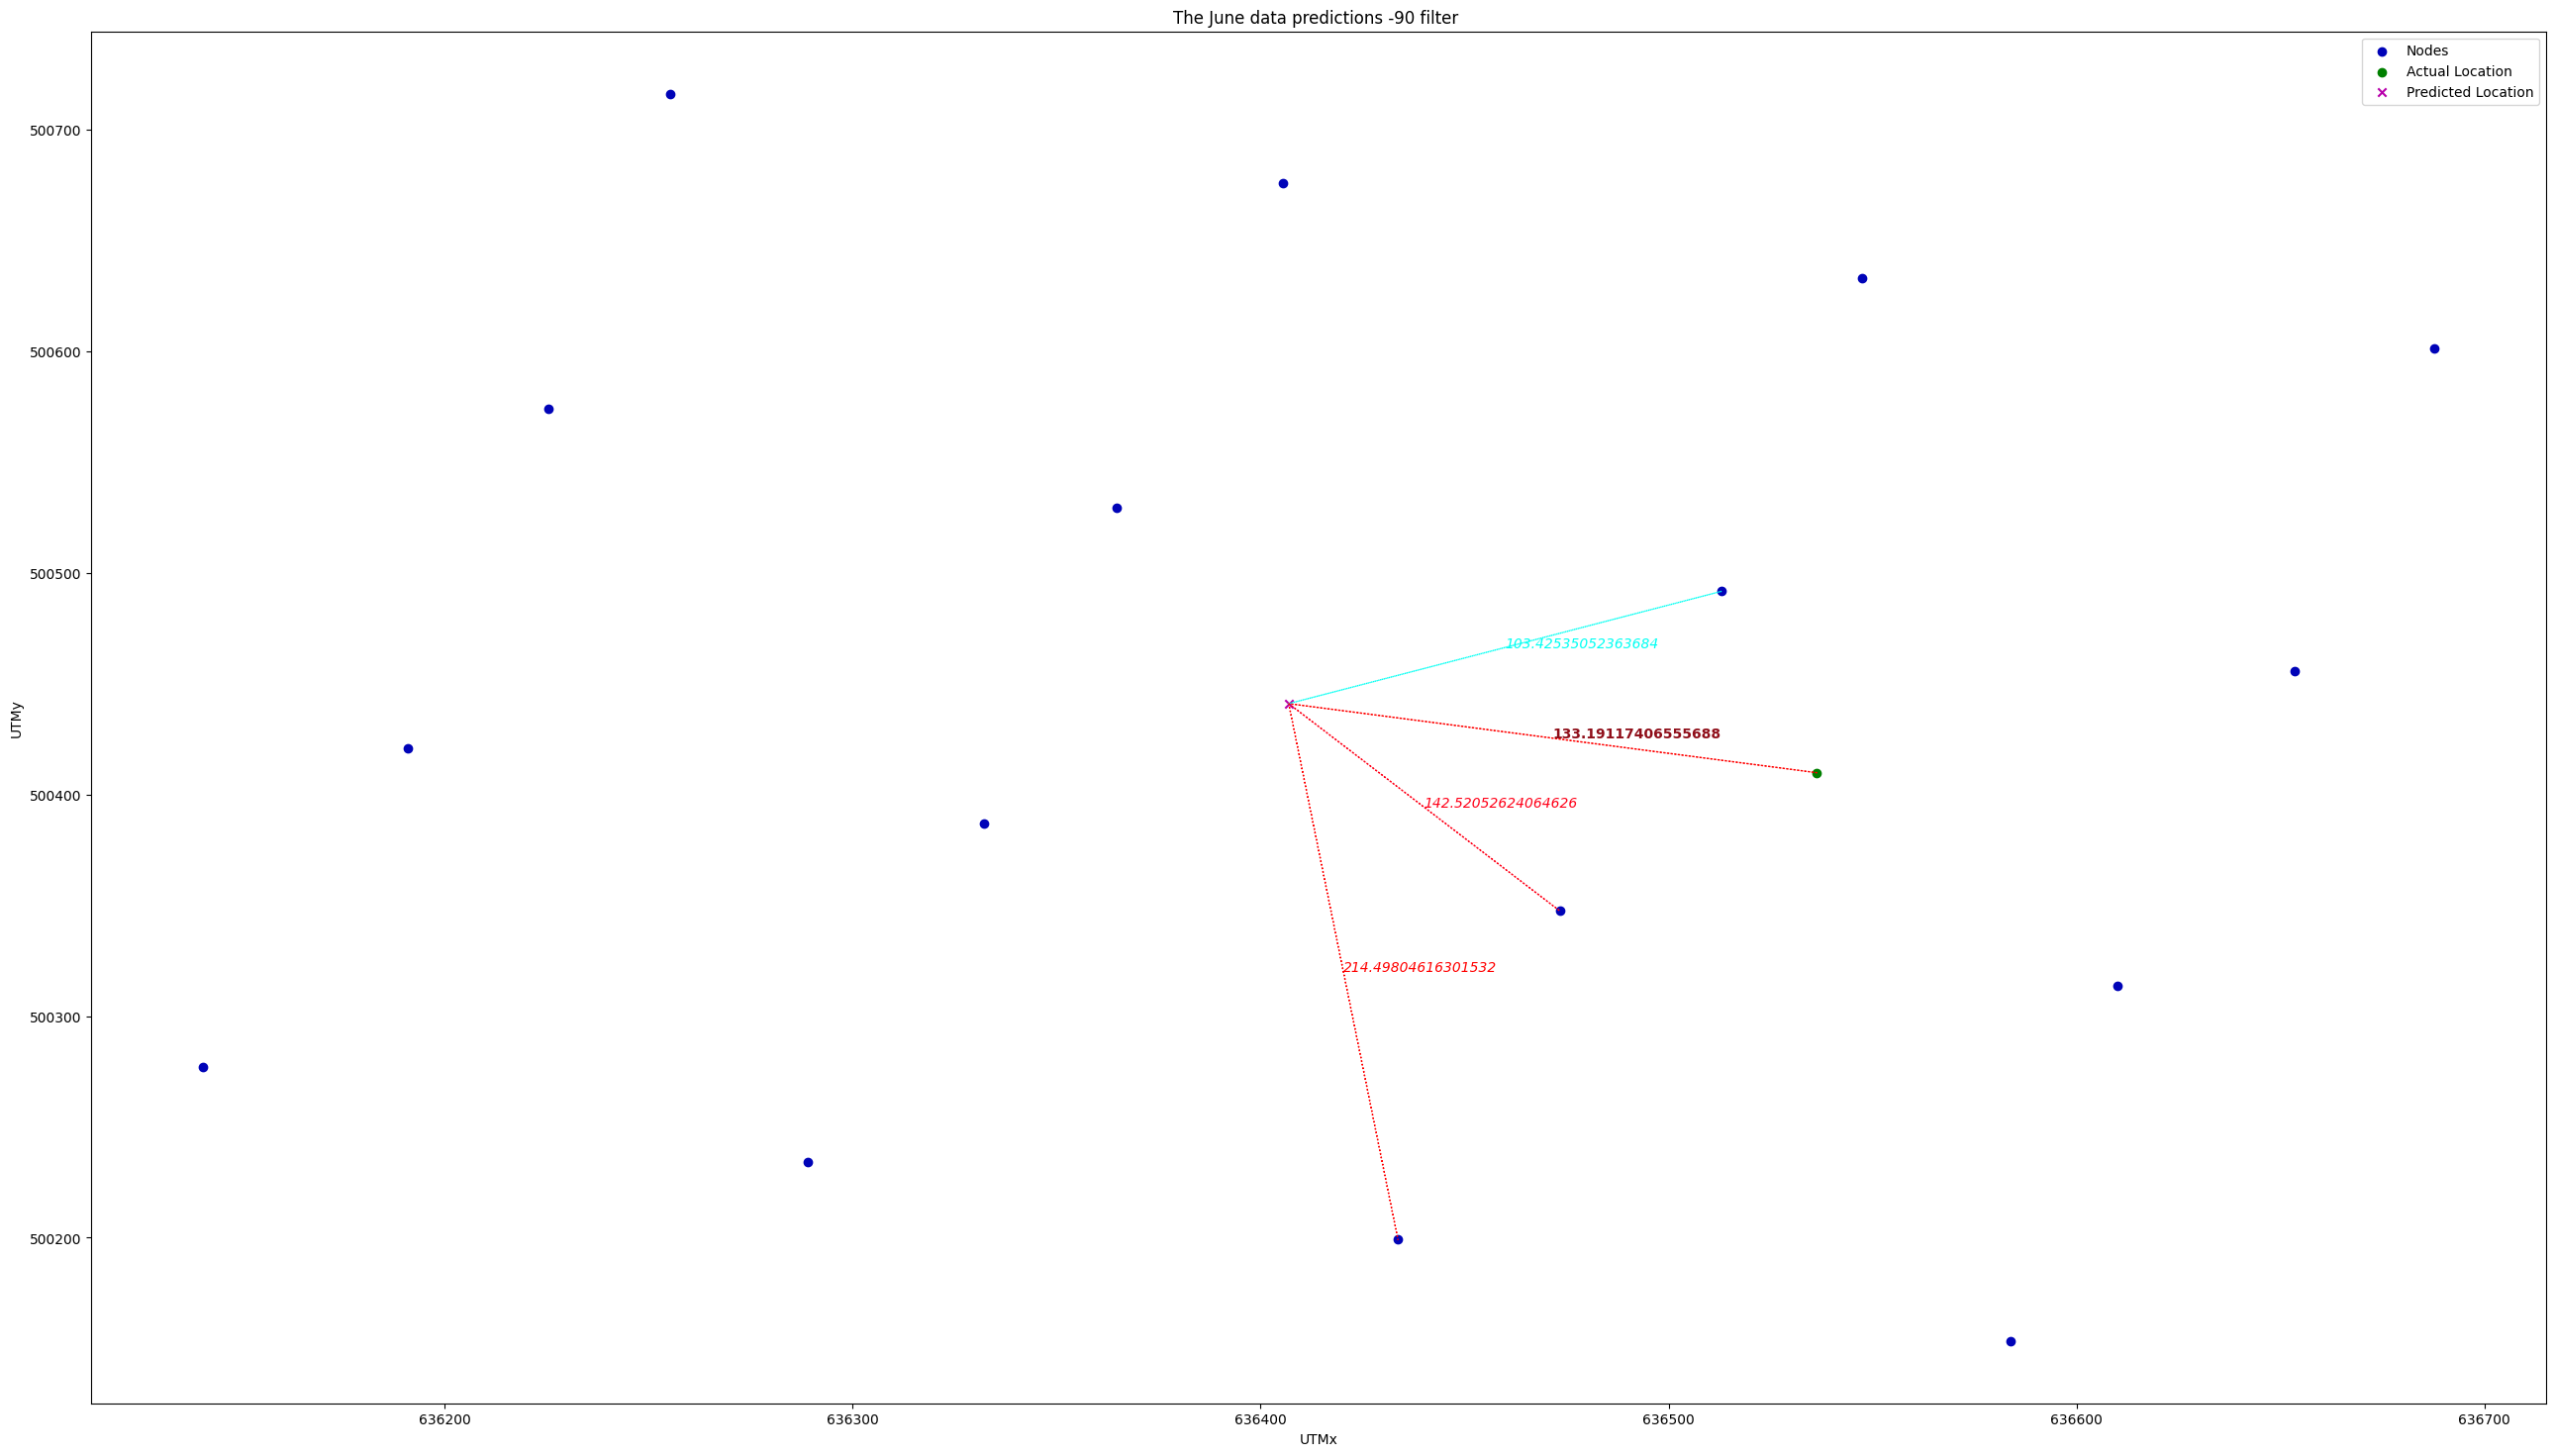 The June data predictions -90 filter
Nodes
Actual Location
Predicted Location
500700
500600
500500
500400
500300
500200
UTMy
103.42535052363684
133.19117406555688
142.52052624064626
214.49804616301532
636200
636300
636400
636500
636600
636700
UTMx